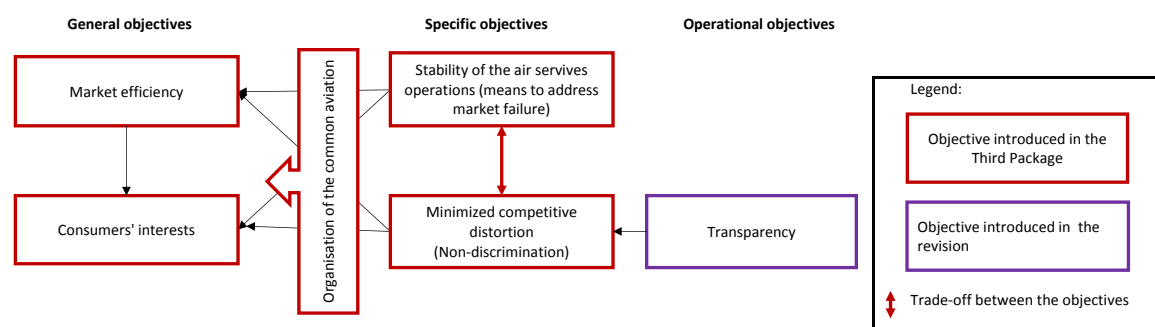 General objectives
Specific objectives
Operational objectives
Market efficiency
Organisation of the common aviation
Stability of the air servives
operations (means to address
market failure)
Consumers' interests
Minimized competitive
distortion
(Non-discrimination)
Transparency
Legend:
Objective introduced in the
Third Package
Objective introduced in  the
revision
Trade-off between the objectives